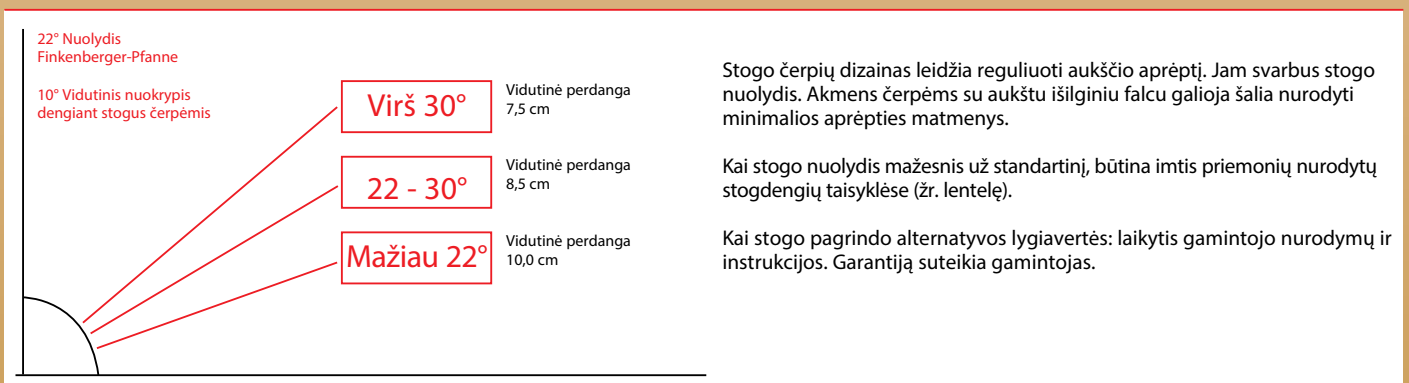 22° Nuolydis
Finkenberger-Pfanne
10° Vidutinis nuokrypis
dengiant stogus čerpėmis
Virš 30°
Vidutinė perdanga
7,5 cm
22 - 30°
Vidutinė perdanga
8,5 cm
Mažiau 22°
Vidutinė perdanga
10,0 cm
Stogo čerpių dizainas leidžia reguliuoti aukščio aprėptį. Jam svarbus stogo
nuolydis. Akmens čerpėms su aukštu išilginiu falcu galioja šalia nurodyti
minimalios aprėpties matmenys.
Kai stogo nuolydis mažesnis už standartinį, būtina imtis priemonių nurodytų
stogdengių taisyklėse (žr. lentelę).
Kai stogo pagrindo alternatyvos lygiavertės: laikytis gamintojo nurodymų ir
instrukcijos. Garantiją suteikia gamintojas.